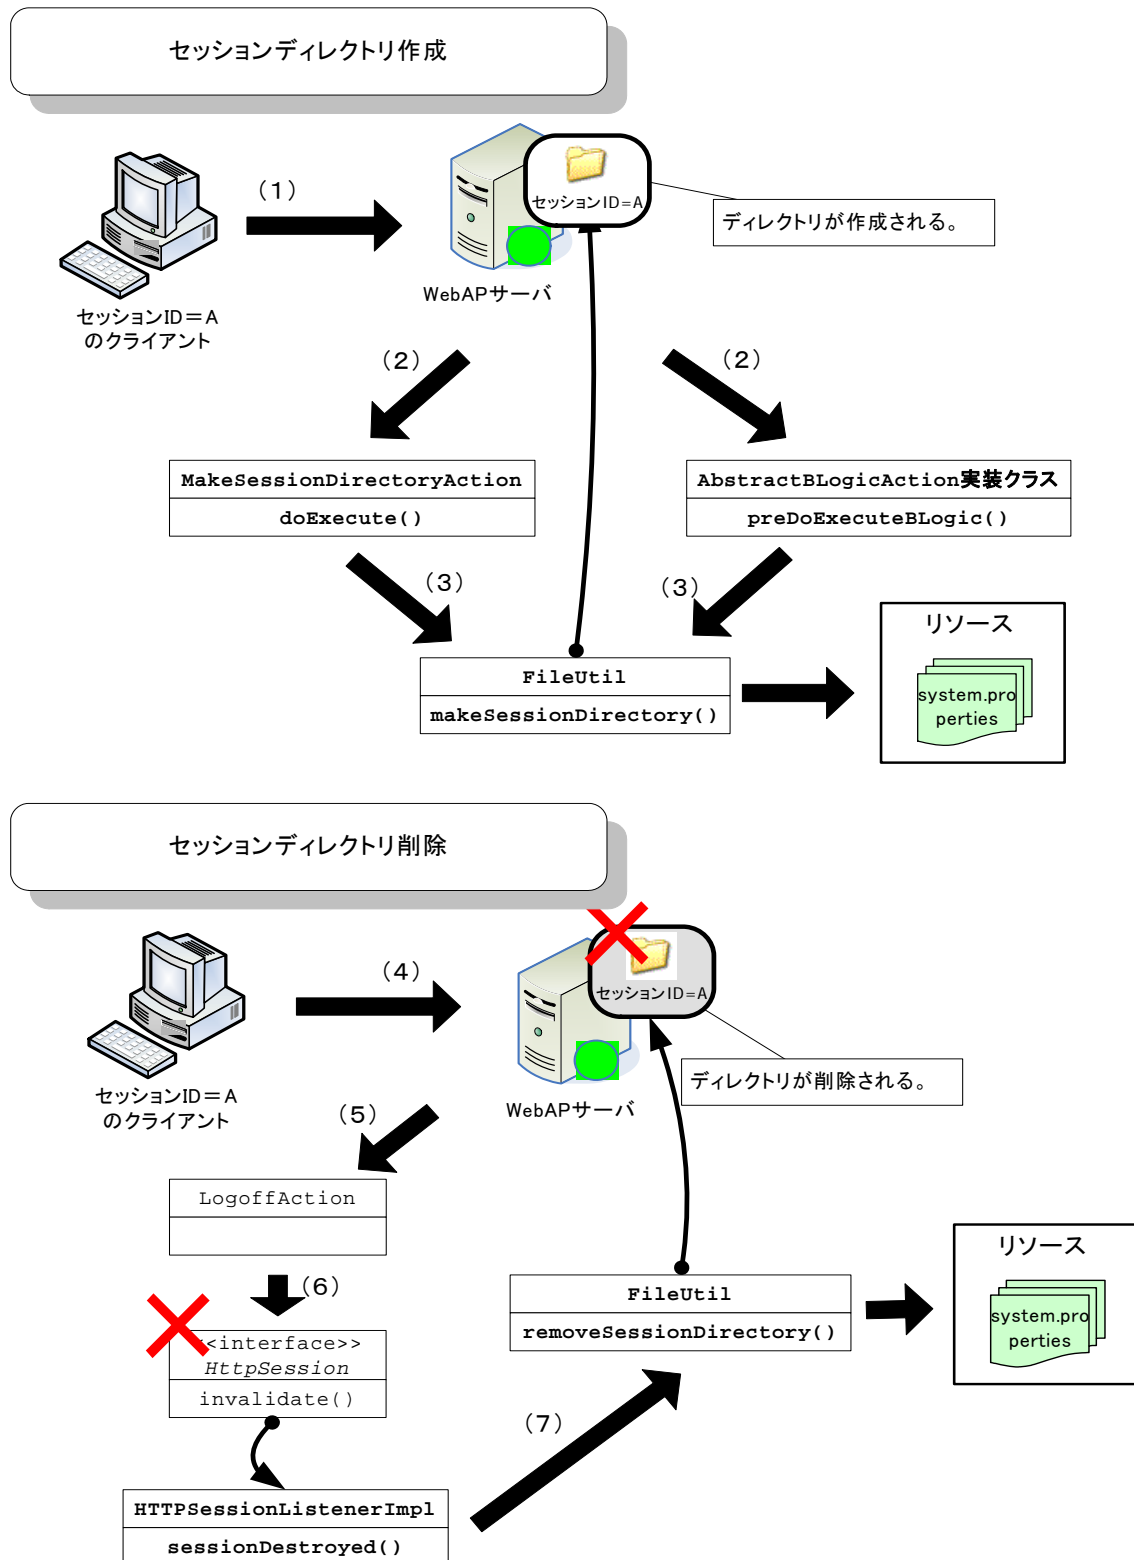 セッションディレクトリ作成
(1)
セッションID=A
ディレクトリが作成される。
WebAPサーバ
セッションID=A
のクライアント
(2)
(2)
MakeSessionDirectoryAction
doExecute()
AbstractBLogicAction実装クラス
preDoExecuteBLogic()
(3)
(3)
リソース
FileUtil
makeSessionDirectory()
system.pro
perties
セッションディレクトリ削除
(4)
セッションID=A
ディレクトリが削除される。
セッションID=A
のクライアント
WebAPサーバ
(5)
LogoffAction
リソース
(6)
FileUtil
removeSessionDirectory()
system.pro
perties
<<interface>>
HttpSession
invalidate()
(7)
HTTPSessionListenerImpl
sessionDestroyed()